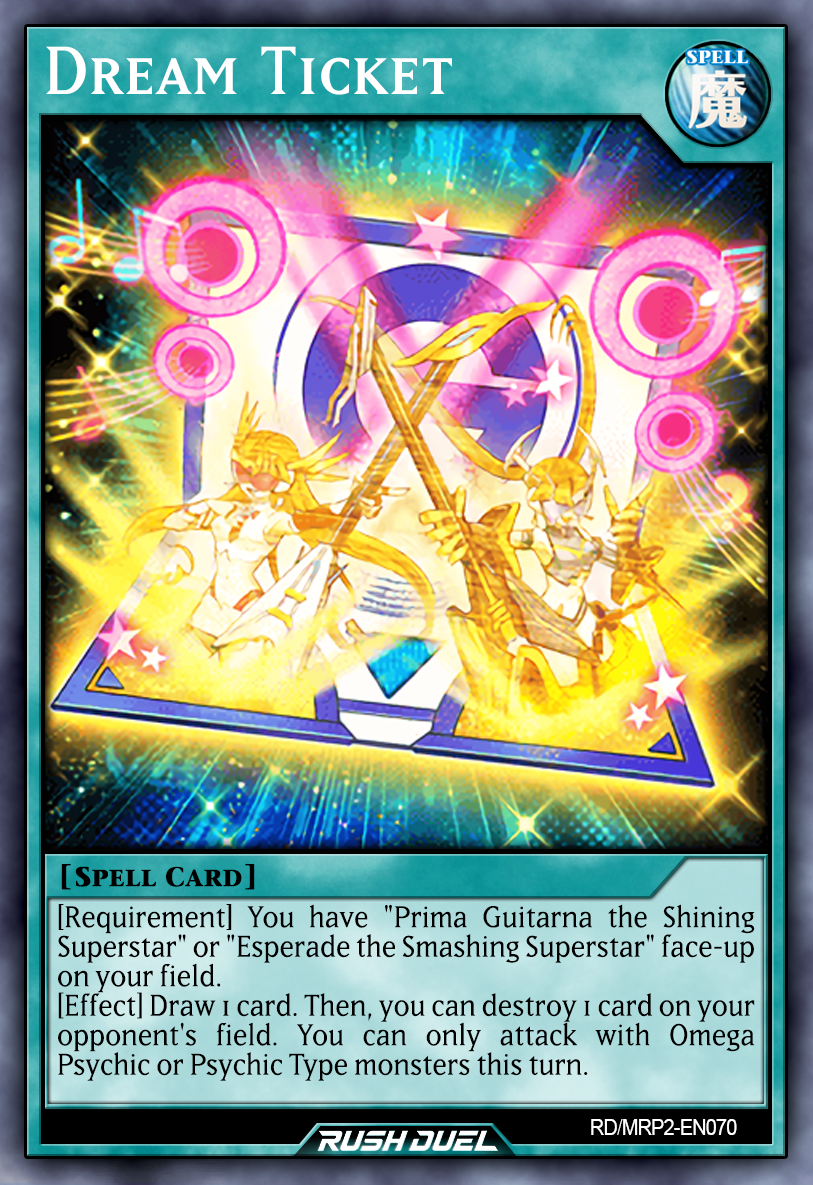 Dream Ticket
SPELL
魔
[Spell Card]
[Requirement] You have "Prima Guitarna the Shining
Superstar" or "Esperade the Smashing Superstar" face-up
on your field.
[Effect] Draw 1 card. Then, you can destroy 1 card on your
opponent's field. You can only attack with Omega
Psychic or Psychic Type monsters this turn.
RUSH DUEL
RD/MRP2-EN070